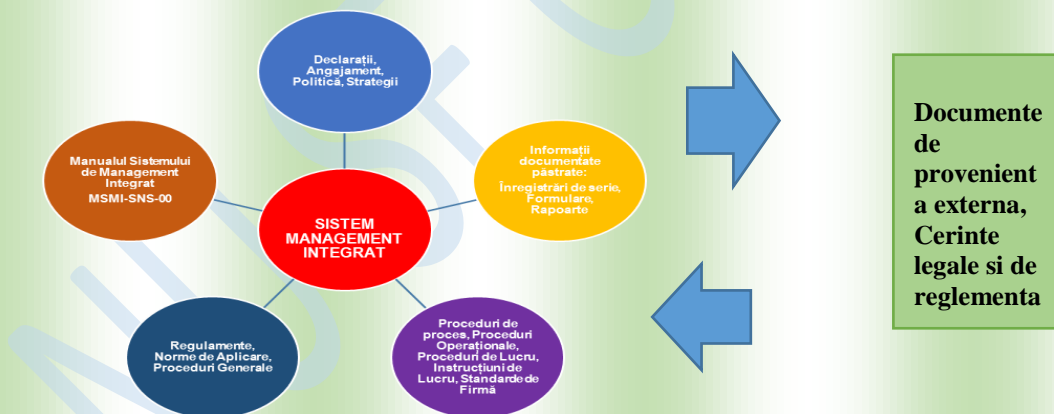 Declarații,
Angajament,
Politică, Strategii
Manualul Sistemului
de Management
Integrat
MSMI-SNS-00
Informații
documentate
păstrate:
Înregistrări de serie,
Formulare,
Rapoarte
SISTEM
MANAGEMENT
INTEGRAT
Regulamente,
Norme de Aplicare,
Proceduri Generale
Proceduri de
proces, Proceduri
Operaționale,
Proceduri de Lucru,
Instrucțiuni de
Lucru, Standarde de
Firmă
Documente
de
provenient
a externa,
Cerinte
legale si de
reglementa